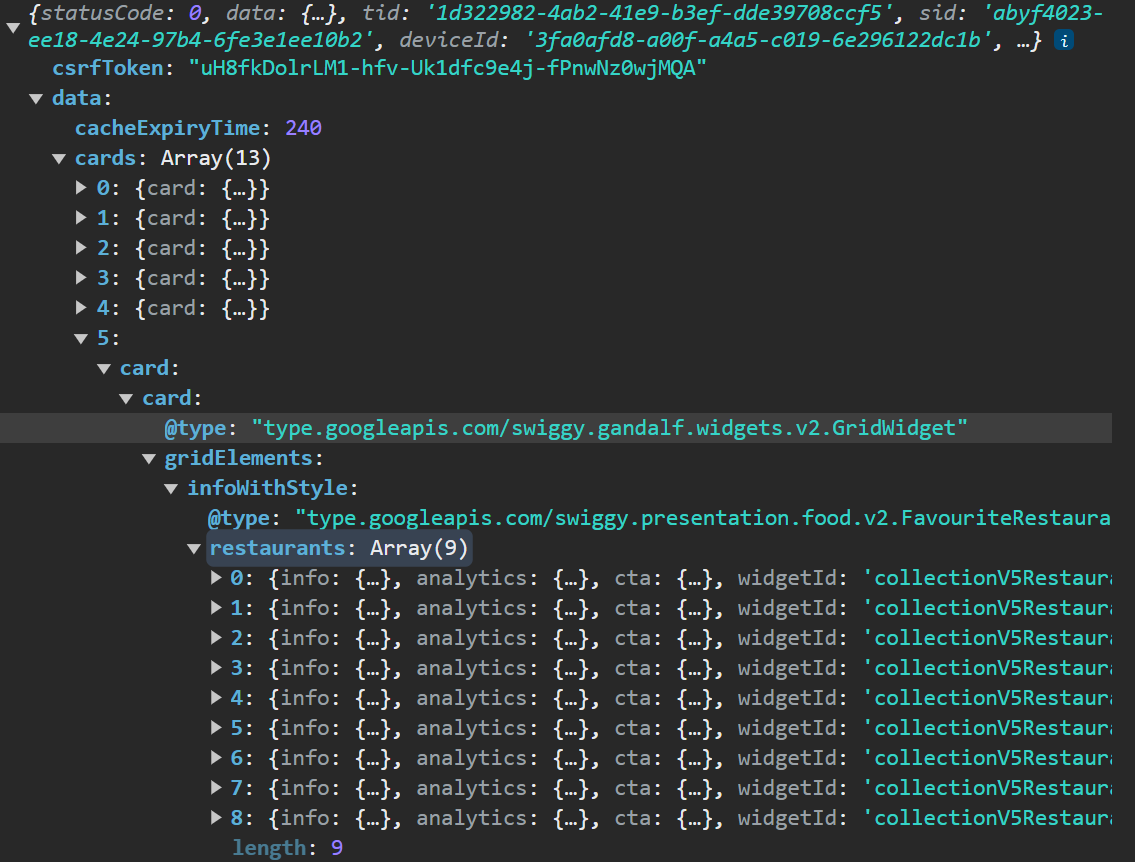 {statusCode: 0, data: {…}, tid: '1d322982-4ab2-41e9-b3ef-dde39708ccf5', sid: 'abyf4023-
ee18-4e24-97b4-6fe3e1ee10b2', deviceId: '3fa0afd8-a00f-a4a5-c019-6e296122dc1b', …} i
csrfToken: "uH8fkDolrLM1-hfv-Uk1dfc9e4j-fPnwNz0wjMQA"
data:
cacheExpiryTime: 240
cards: Array(13)
0: {card: {…}}
1: {card: {…}}
2: {card: {…}}
3: {card: {…}}
4: {card: {…}}
5:
card:
card:
@type: "type.googleapis.com/swiggy.gandalf.widgets.v2.GridWidget"
gridElements:
infoWithStyle:
@type: "type.googleapis.com/swiggy.presentation.food.v2.FavouriteRestaura
restaurants: Array(9)
0: {info: {…}, analytics: {…}, cta: {…}, widgetId: 'collectionV5Restaura
1: {info: {…}, analytics: {…}, cta: {…}, widgetId: 'collectionV5Restaura
2: {info: {…}, analytics: {…}, cta: {…}, widgetId: 'collectionV5Restaura
3: {info: {…}, analytics: {…}, cta: {…}, widgetId: 'collectionV5Restaura
4: {info: {…}, analytics: {…}, cta: {…}, widgetId: 'collectionV5Restaura
5: {info: {…}, analytics: {…}, cta: {…}, widgetId: 'collectionV5Restaura
6: {info: {…}, analytics: {…}, cta: {…}, widgetId: 'collectionV5Restaura
7: {info: {…}, analytics: {…}, cta: {…}, widgetId: 'collectionV5Restaura
8: {info: {…}, analytics: {…}, cta: {…}, widgetId: 'collectionV5Restaura
length: 9